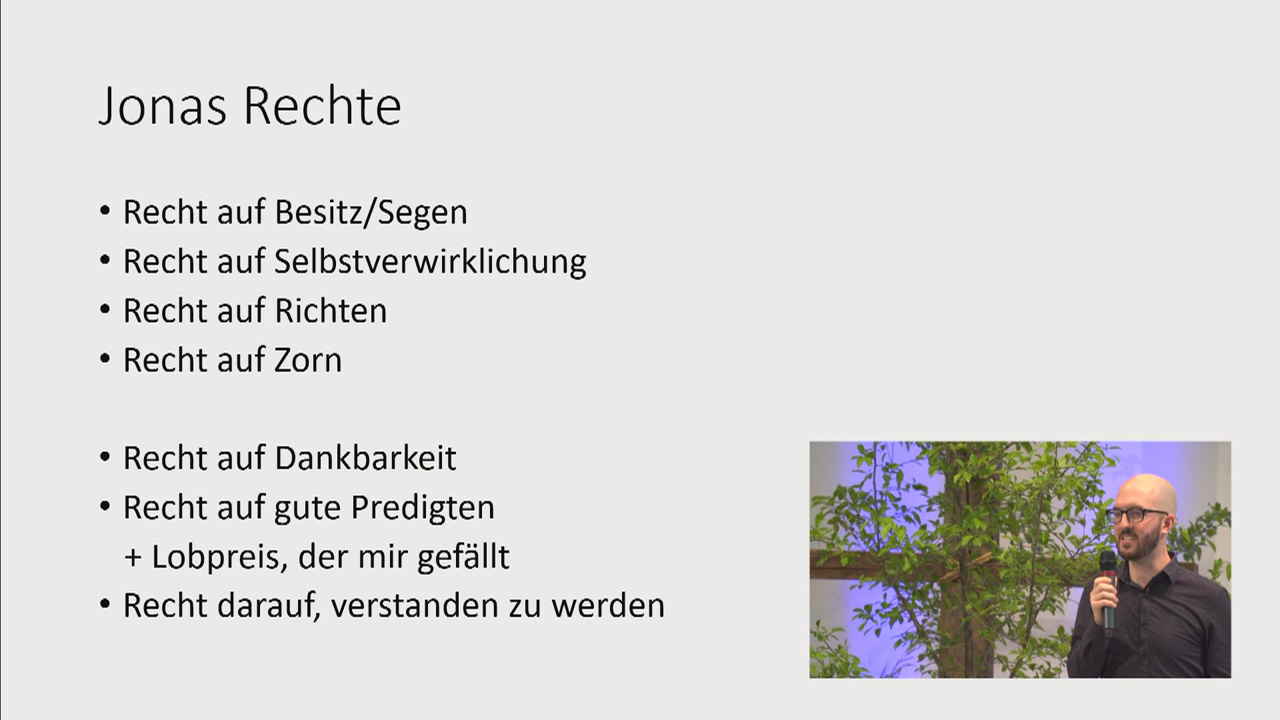 Jonas Rechte
• Recht auf Besitz/Segen
• Recht auf Selbstverwirklichung
• Recht auf Richten
• Recht auf Zorn
• Recht auf Dankbarkeit
• Recht auf gute Predigten
+ Lobpreis, der mir gefällt
• Recht darauf, verstanden zu werden